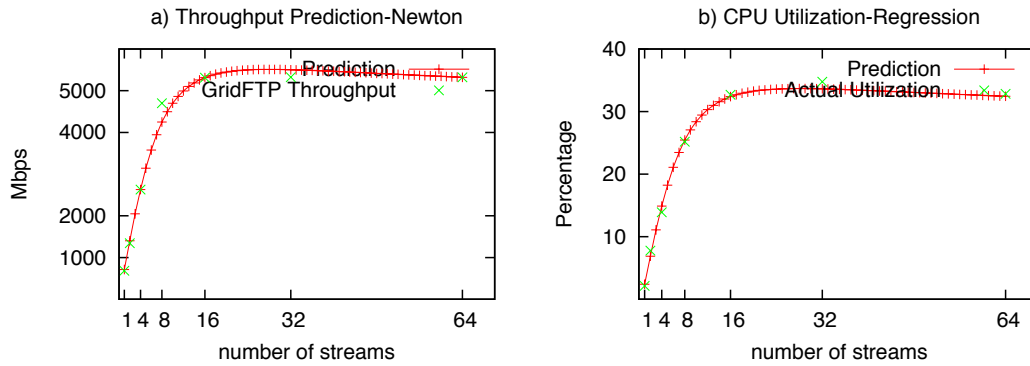 a) Throughput Prediction-Newton
Mbps
5000
4000
2000
1000
Prediction
GridFTP Throughput
1 4 8 16 32 64
number of streams
b) CPU Utilization-Regression
Percentage
40
30
20
10
Prediction
Actual Utilization
1 4 8 16 32 64
number of streams